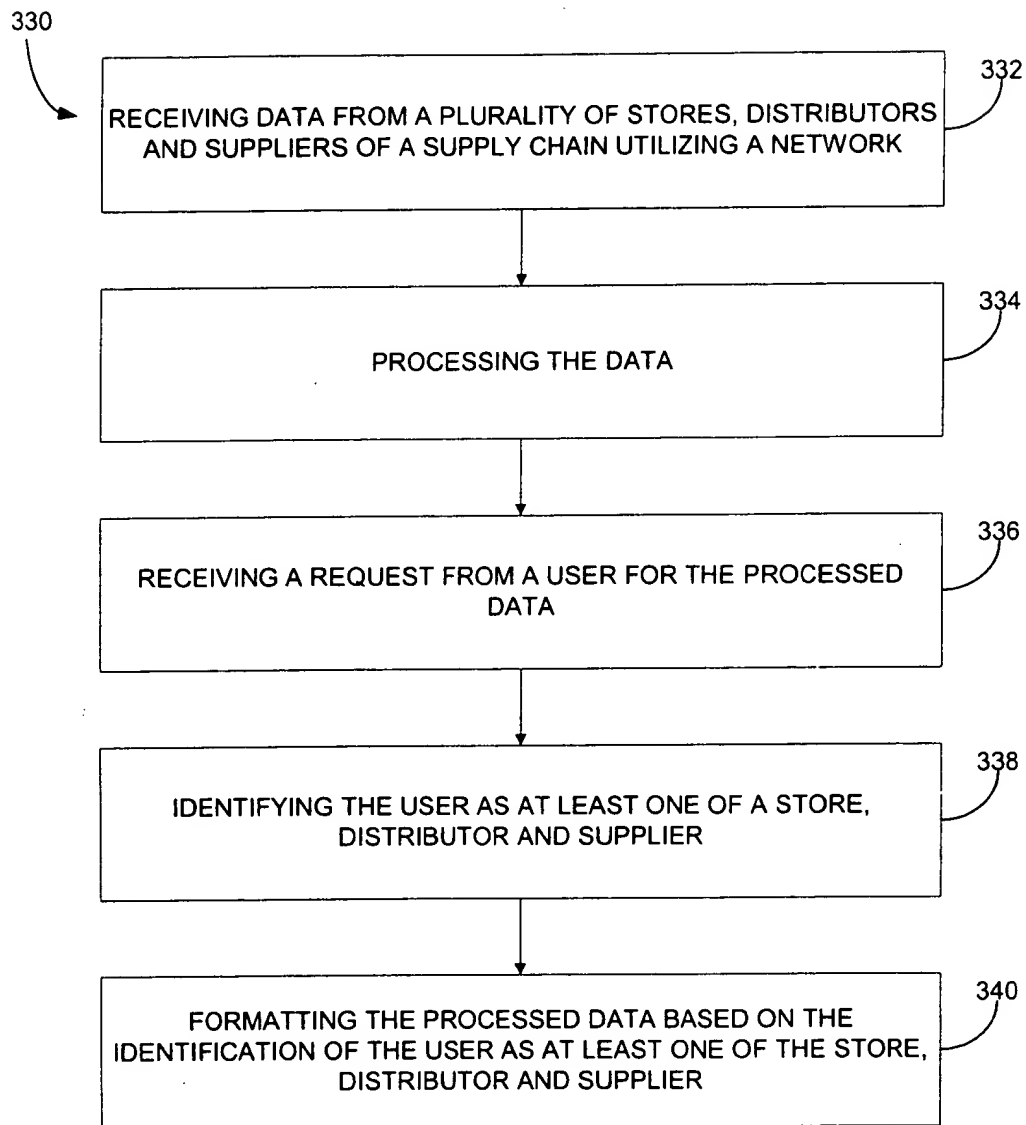 330
332
RECEIVING DATA FROM A PLURALITY OF STORES, DISTRIBUTORS
AND SUPPLIERS OF A SUPPLY CHAIN UTILIZING A NETWORK
334
PROCESSING THE DATA
336
RECEIVING A REQUEST FROM A USER FOR THE PROCESSED
DATA
338
IDENTIFYING THE USER AS AT LEAST ONE OF A STORE,
DISTRIBUTOR AND SUPPLIER
340
FORMATTING THE PROCESSED DATA BASED ON THE
IDENTIFICATION OF THE USER AS AT LEAST ONE OF THE STORE,
DISTRIBUTOR AND SUPPLIER